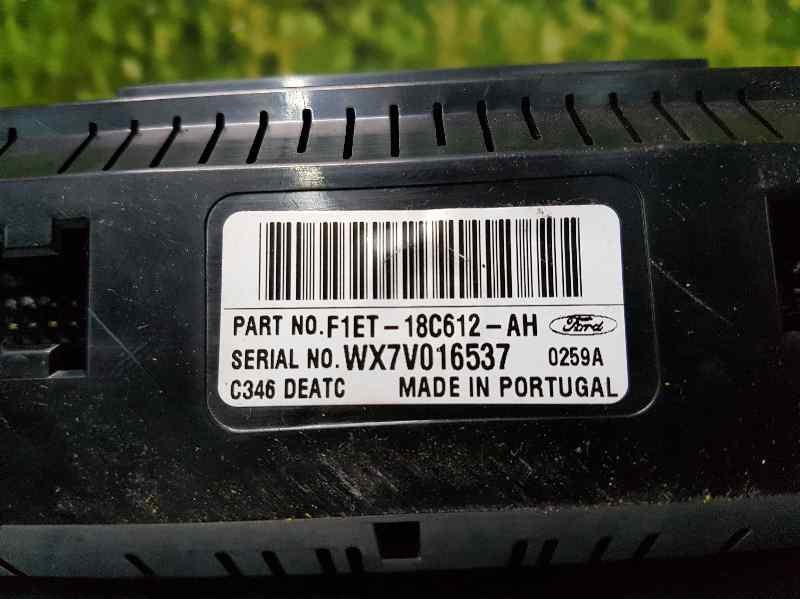 PART NO. F1ET-18C612-AH Ford
SERIAL NO. WX7V016537 0259A
C346 DEATC MADE IN PORTUGAL